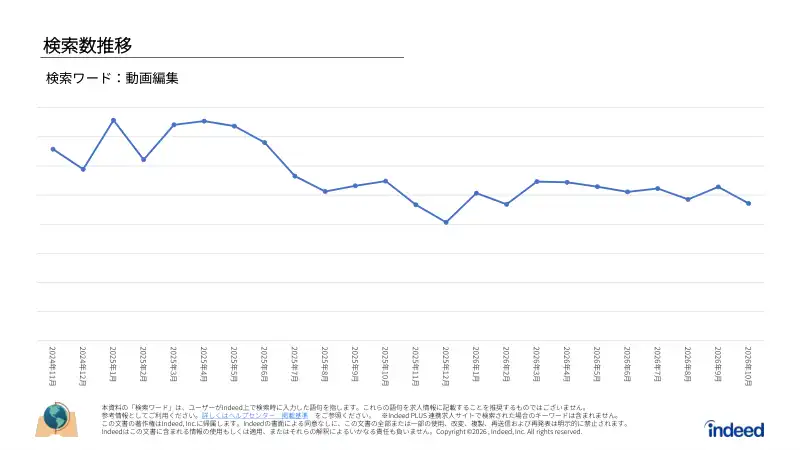 検索数推移
検索ワード：動画編集
2024年11月
2024年12月
2025年1月
2025年2月
2025年3月
2025年4月
2025年5月
2025年6月
2025年7月
2025年8月
2025年9月
2025年10月
2025年11月
2025年12月
2026年1月
2026年2月
2026年3月
2026年4月
2026年5月
2026年6月
2026年7月
2026年8月
2026年9月
2026年10月
本資料の「検索ワード」は、ユーザーがIndeed上で検索時に入力した語句を指します。これらの語句を求人情報に記載することを推奨するものではございません。
参考情報としてご利用ください。詳しくはヘルプセンター 掲載基準 をご参照ください。 ※Indeed PLUS 連携求人サイトで検索された場合のキーワードは含まれません。
この文書の著作権はIndeed, Inc.に帰属します。Indeedの書面による同意なしに、この文書の全部または一部の使用、改変、複製、再送信および再発表は明示的に禁止されます。
Indeedはこの文書に含まれる情報の使用もしくは適用、またはそれらの解釈によるいかなる責任も負いません。Copyright ©2026 , Indeed, Inc. All rights reserved.
indeed